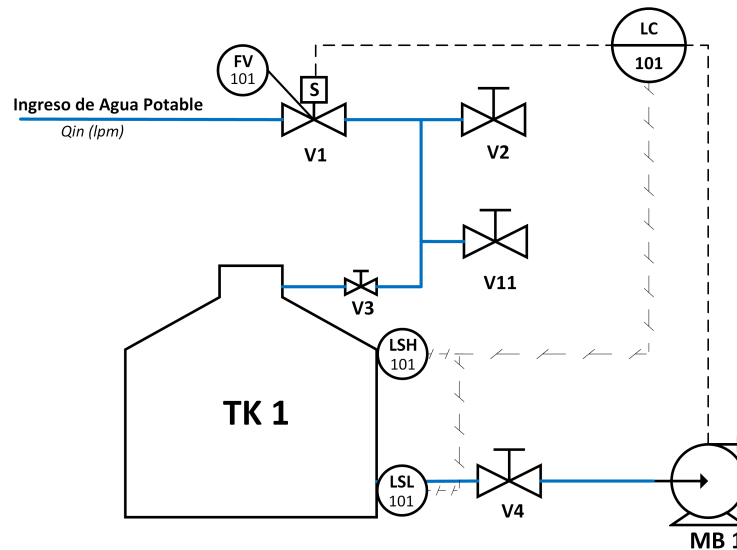 LC
101
FV
101
S
Ingreso de Agua Potable
Qin (lpm)
V1
V2
V11
V3
LSH
101
TK 1
LSL
101
V4
MB 1